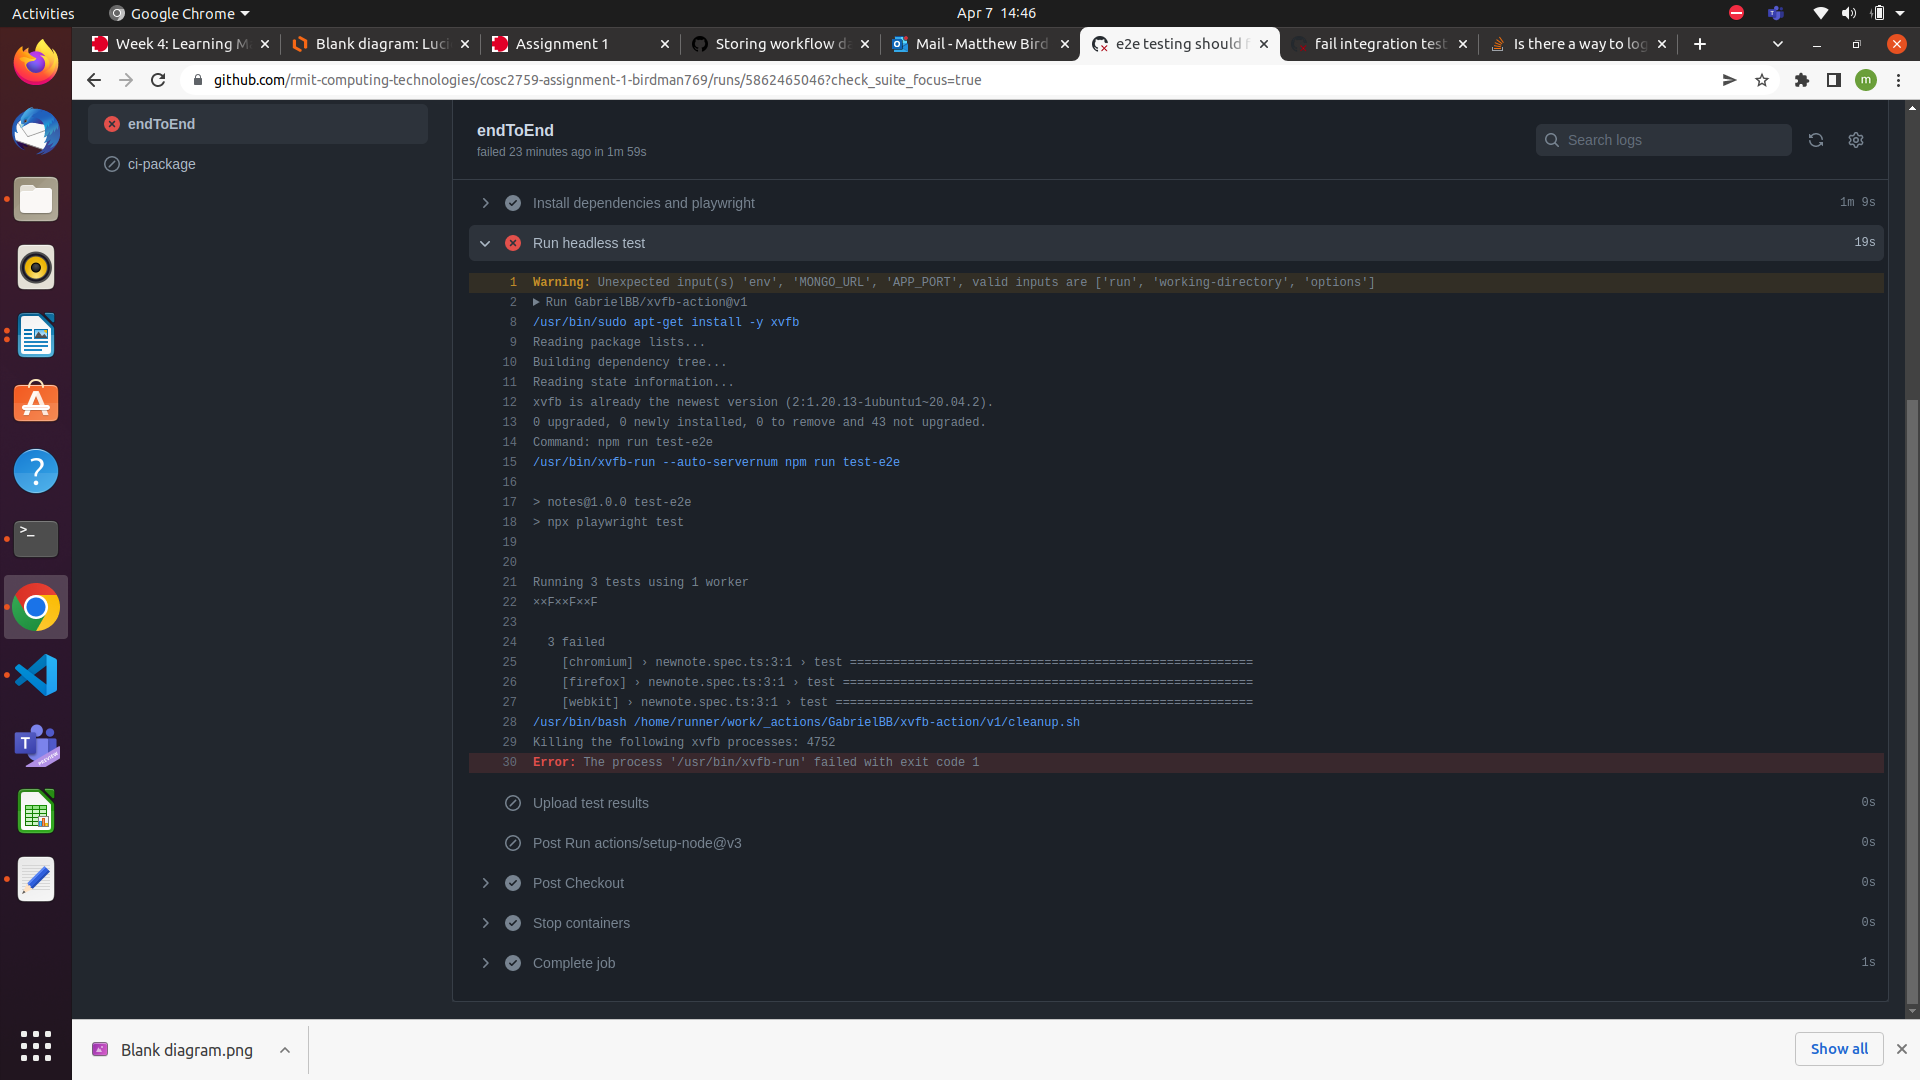 Activities
Google Chrome
Apr 7 14:46
Week 4: Learning M
Blank diagram: Luc
Assignment 1
Storing workflow d
Mail - Matthew Bird
e2e testing should f
fail integration test
Is there a way to log
github.com/rmit-computing-technologies/cosc2759-assignment-1-birdman769/runs/5862465046?check_suite_focus=true
m
endToEnd
ci-package
endToEnd
failed 23 minutes ago in 1m 59s
Search logs
Install dependencies and playwright
1m 9s
Run headless test
19s
1 Warning: Unexpected input(s) 'env', 'MONGO_URL', 'APP_PORT', valid inputs are ['run', 'working-directory', 'options']
2 Run GabrielBB/xvfb-action@v1
8 /usr/bin/sudo apt-get install -y xvfb
9 Reading package lists...
10 Building dependency tree...
11 Reading state information...
12 xvfb is already the newest version (2:1.20.13-1ubuntu1~20.04.2).
13 0 upgraded, 0 newly installed, 0 to remove and 43 not upgraded.
14 Command: npm run test-e2e
15 /usr/bin/xvfb-run --auto-servernum npm run test-e2e
16
17 > notes@1.0.0 test-e2e
18 > npx playwright test
19
20
21 Running 3 tests using 1 worker
22 ××F××F××F
23
24 3 failed
25 [chromium] › newnote.spec.ts:3:1 › test ========================================================
26 [firefox] › newnote.spec.ts:3:1 › test =========================================================
27 [webkit] › newnote.spec.ts:3:1 › test ==========================================================
28 /usr/bin/bash /home/runner/work/_actions/GabrielBB/xvfb-action/v1/cleanup.sh
29 Killing the following xvfb processes: 4752
30 Error: The process '/usr/bin/xvfb-run' failed with exit code 1
Upload test results
0s
Post Run actions/setup-node@v3
0s
Post Checkout
0s
Stop containers
0s
Complete job
1s
Blank diagram.png
Show all